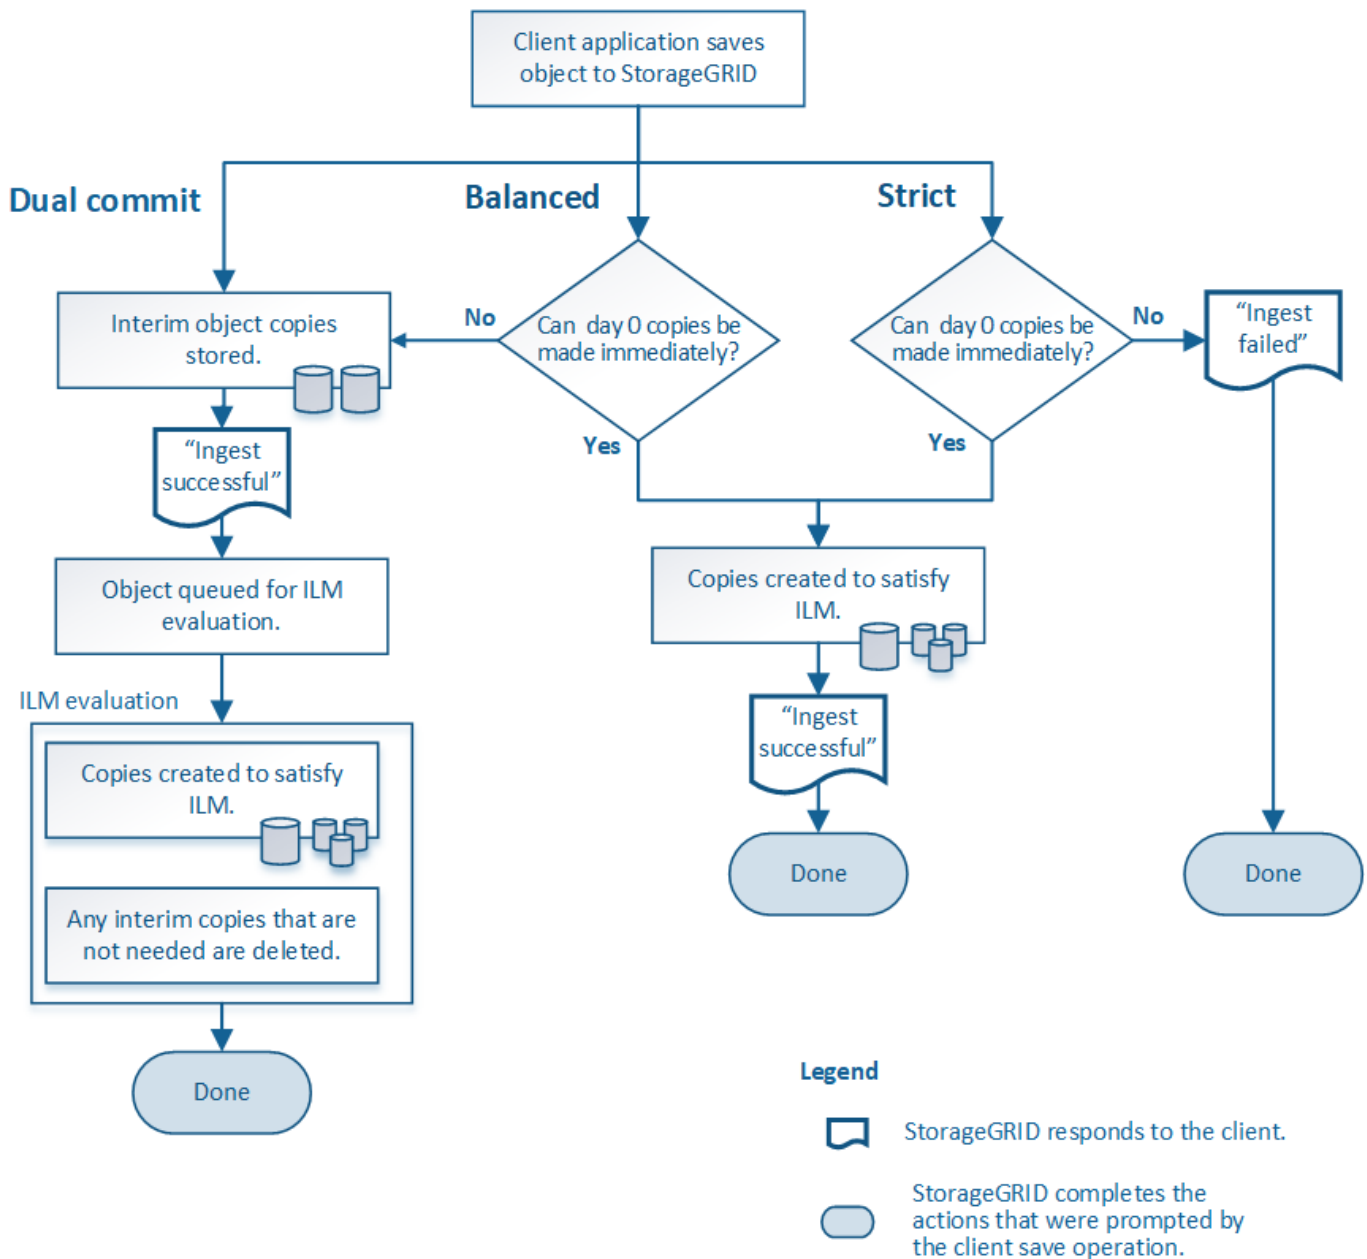 Client application saves
object to StorageGRID
Dual commit
Balanced
Strict
Interim object copies
stored.
No
Can day 0 copies be
made immediately?
Yes
Can day 0 copies be
made immediately?
No
Yes
“Ingest
failed”
“Ingest
successful”
Object queued for ILM
evaluation.
Copies created to satisfy
ILM.
ILM evaluation
“Ingest
successful”
Copies created to satisfy
ILM.
Any interim copies that are
not needed are deleted.
Done
Done
Done
Legend
StorageGRID responds to the client.
StorageGRID completes the
actions that were prompted by
the client save operation.